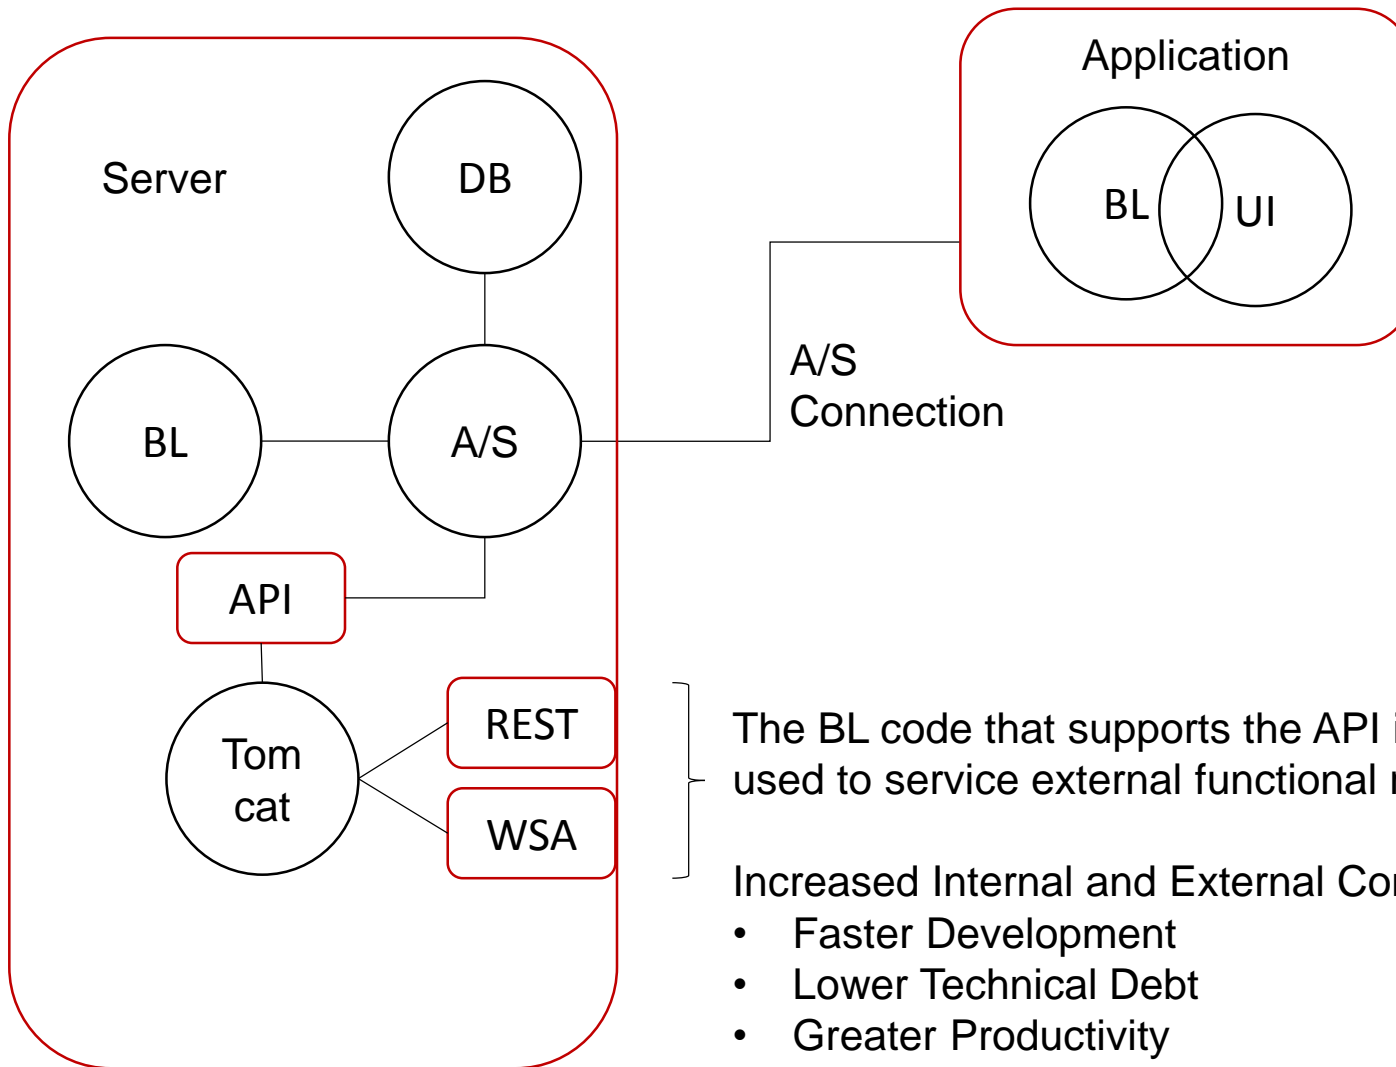 Application
Server
DB
BL
UI
A/S
Connection
BL
A/S
API
REST
Tom
cat
WSA
The BL code that supports the API
used to service external functional
Increased Internal and External
• Faster Development
• Lower Technical Debt
• Greater Productivity